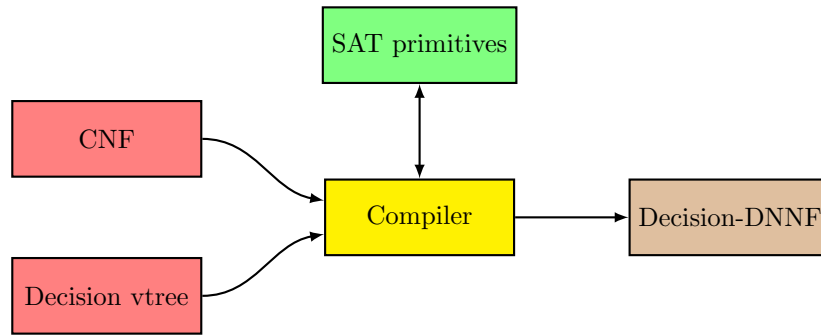 SAT primitives
CNF
Compiler
Decision-DNNF
Decision vtree